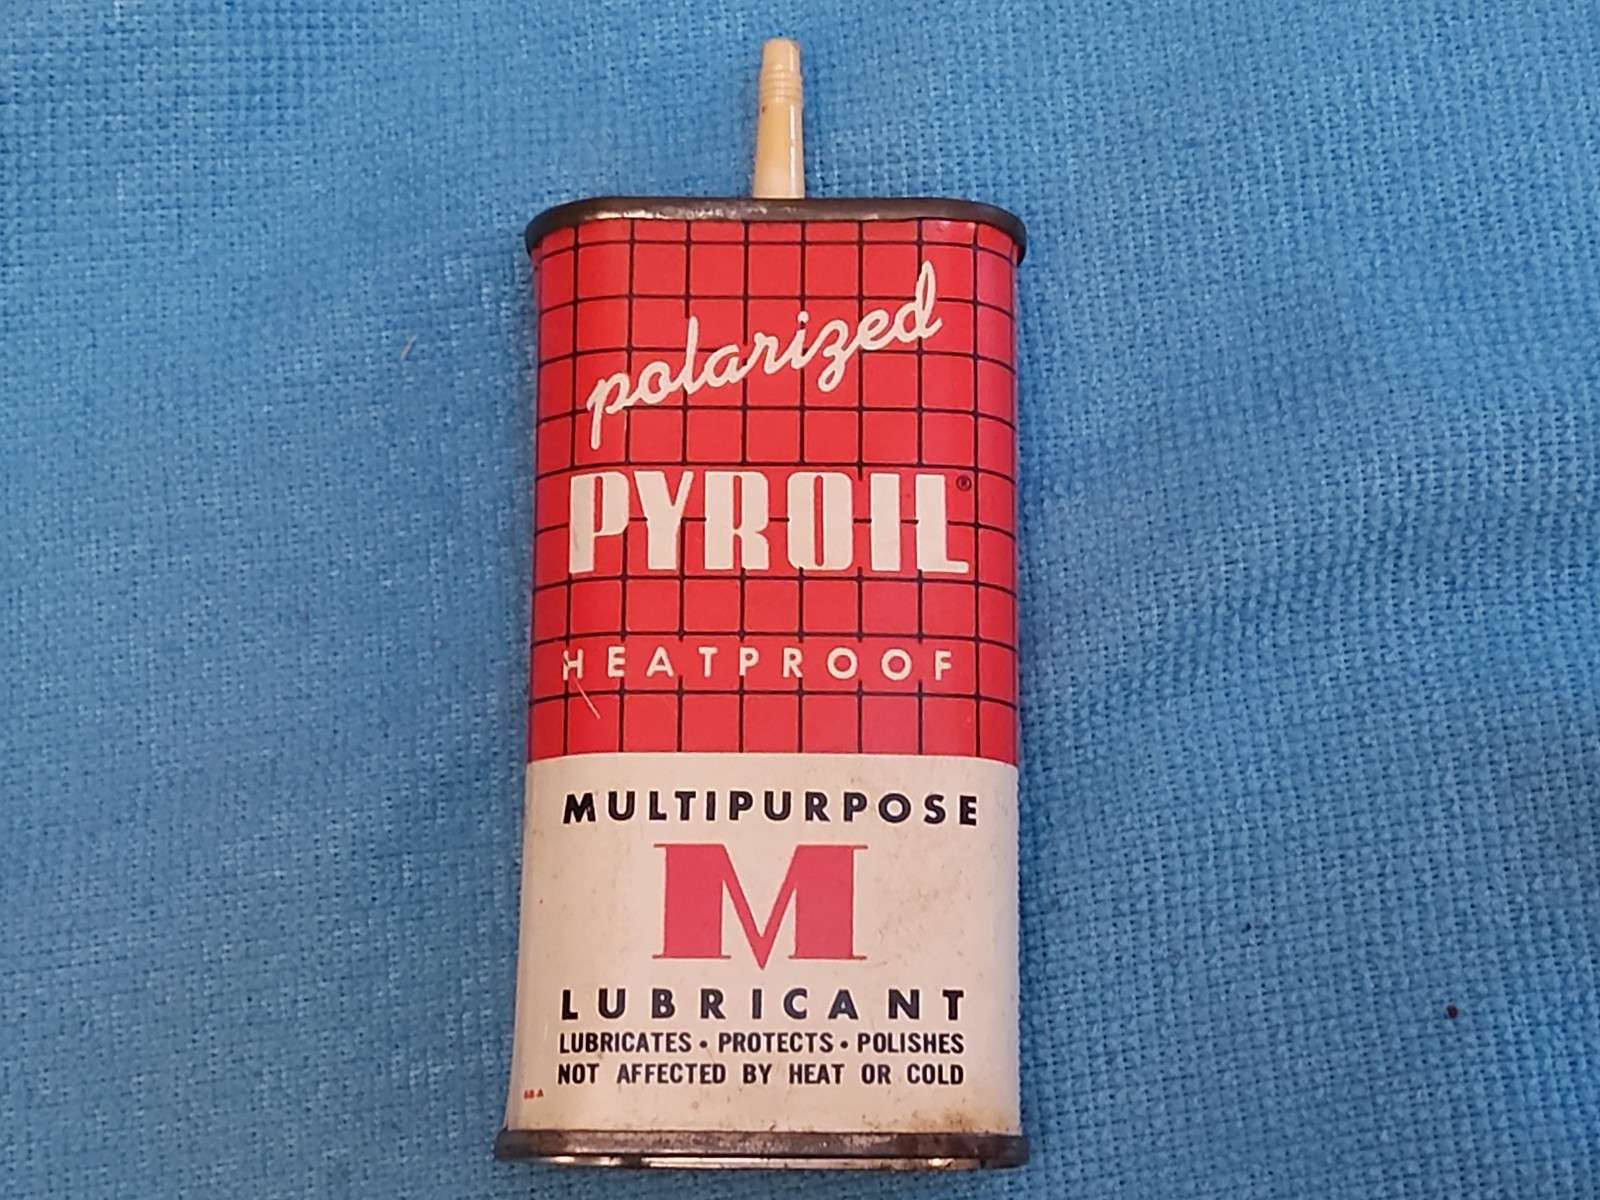 polarized
PYROIL®
HEATPROOF
MULTIPURPOSE
M
LUBRICANT
LUBRICATES • PROTECTS • POLISHES
NOT AFFECTED BY HEAT OR COLD